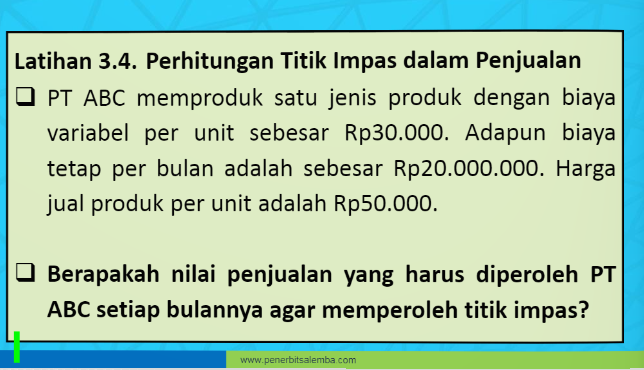 Latihan 3.4. Perhitungan Titik Impas dalam Penjualan
PT ABC memproduk satu jenis produk dengan biaya
variabel per unit sebesar Rp30.000. Adapun biaya
tetap per bulan adalah sebesar Rp20.000.000. Harga
jual produk per unit adalah Rp50.000.
Berapakah nilai penjualan yang harus diperoleh PT
ABC setiap bulannya agar memperoleh titik impas?
www.penerbitsalemba.com